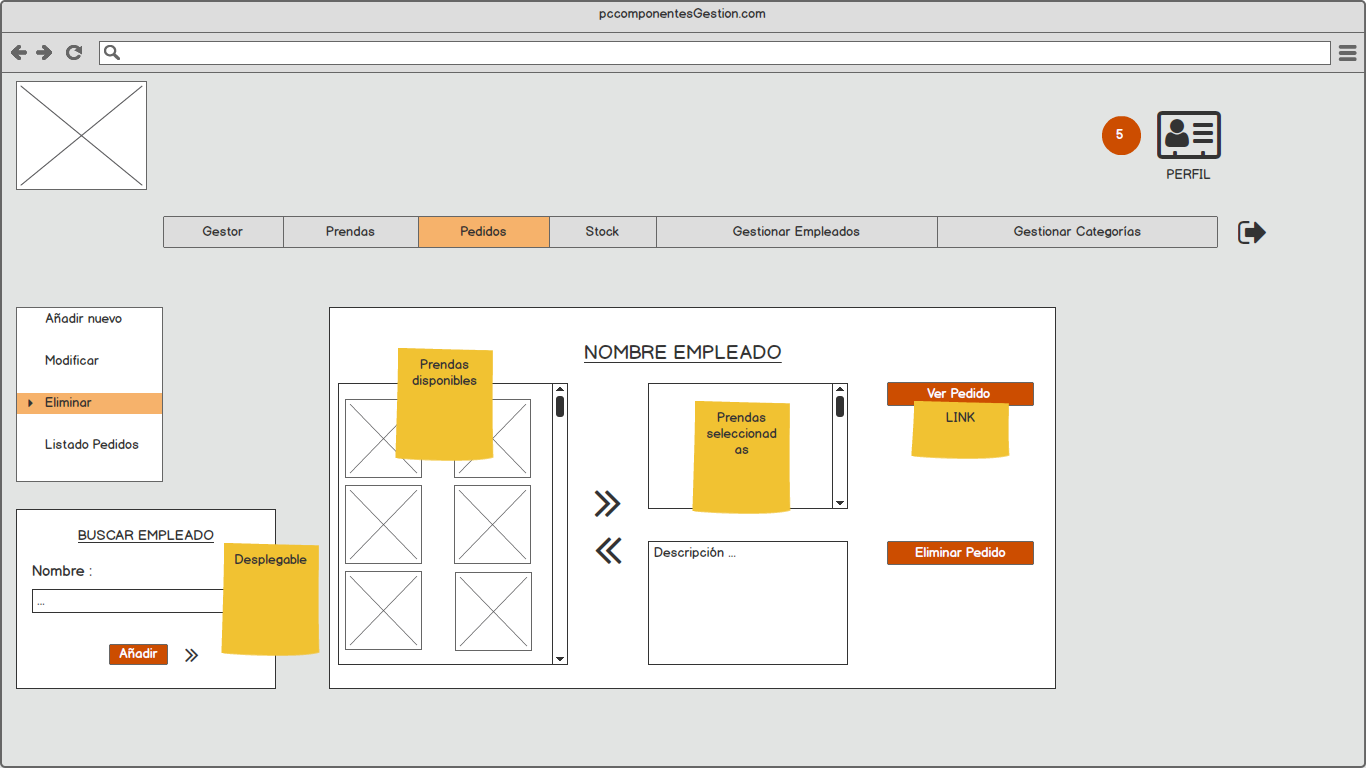 pccomponentesGestion.com
5
PERFIL
Gestor
Prendas
Pedidos
Stock
Gestionar Empleados
Gestionar Categorías
Añadir nuevo
Modificar
Eliminar
Listado Pedidos
BUSCAR EMPLEADO
Nombre :
...
Añadir
Desplegable
NOMBRE EMPLEADO
Prendas
disponibles
Prendas
seleccionad
as
Descripción ...
Ver Pedido
LINK
Eliminar Pedido